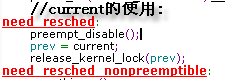 //current的使用:
need_resched:
preempt_disable();
prev = current;
release_kernel_lock(prev);
need_resched_nonpreemptible: